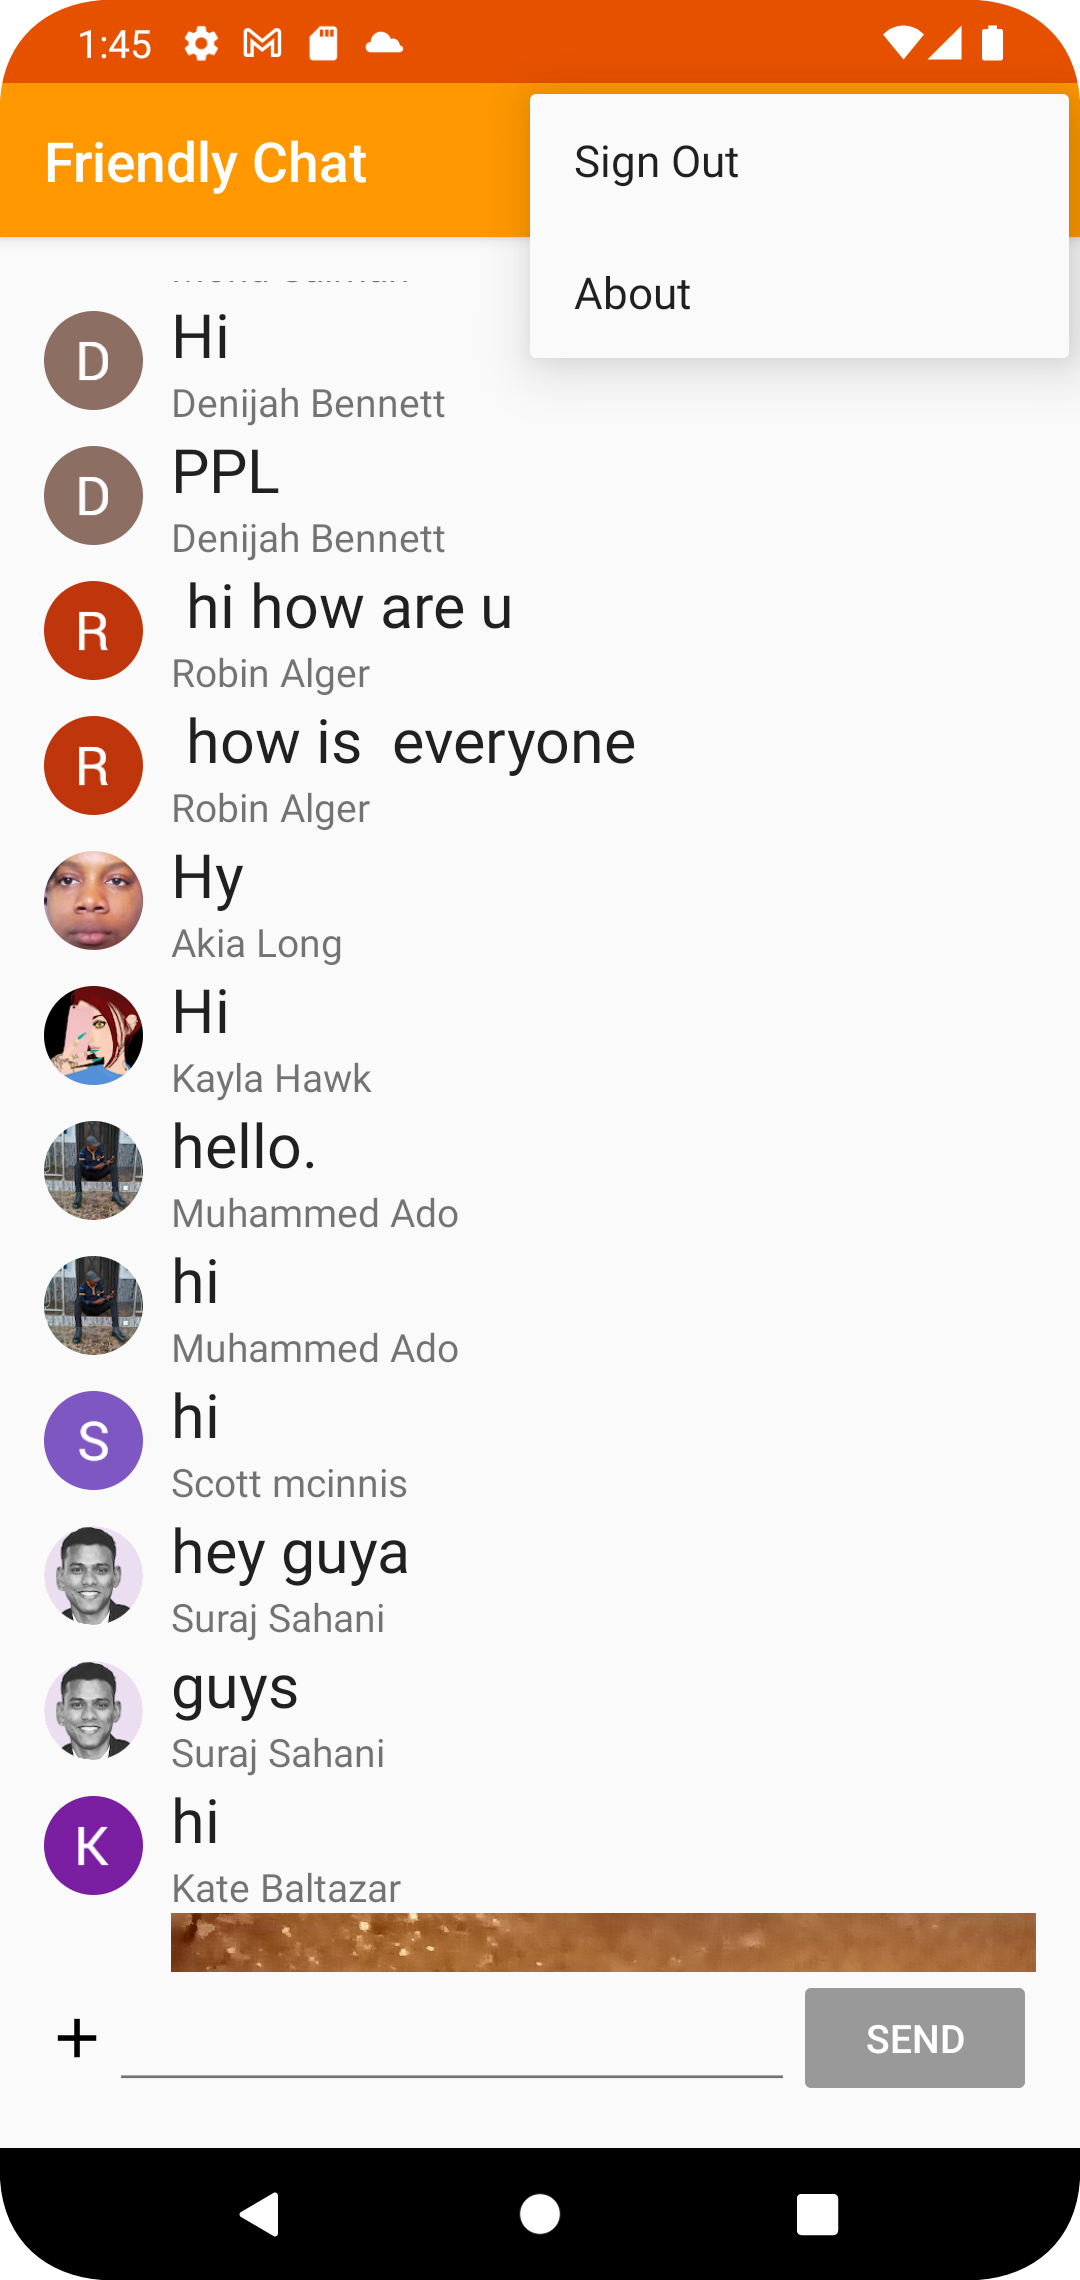 1:45
Friendly Chat
Sign Out
About
Hi
Denijah Bennett
D
PPL
Denijah Bennett
D
hi how are u
Robin Alger
R
how is  everyone
Robin Alger
R
Hy
Akia Long
Hi
Kayla Hawk
hello.
Muhammed Ado
hi
Muhammed Ado
hi
Scott mcinnis
S
hey guya
Suraj Sahani
guys
Suraj Sahani
hi
Kate Baltazar
K
SEND